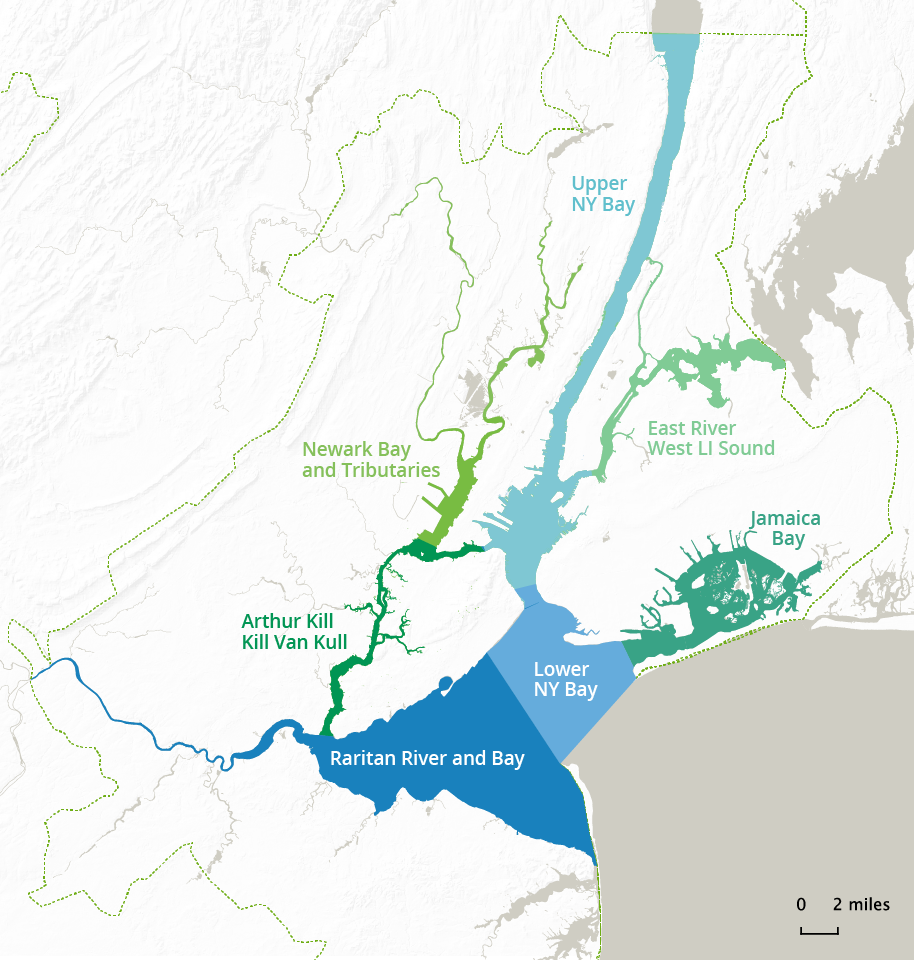 Upper
NY Bay
East River
West LI Sound
Newark Bay
and Tributaries
Jamaica
Bay
Arthur Kill
Kill Van Kull
Lower
NY Bay
Raritan River and Bay
0 2 miles